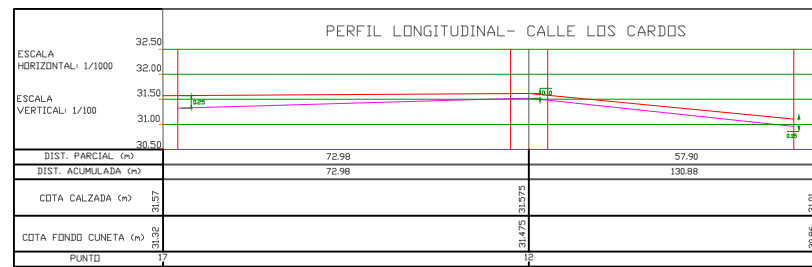 PERFIL LONGITUDINAL- CALLE LOS CARDOS
32.50
ESCALA
HORIZONTAL: 1/1000
32.00
ESCALA
VERTICAL: 1/100
31.50
31.00
30.50
0.25
0.10
0.15
DIST. PARCIAL (m) 72.98 57.90
DIST. ACUMULADA (m) 72.98 130.88
COTA CALZADA (m) 31.57 31.575
COTA FONDO CUNETA (m) 31.32 31.475
PUNTO 17 12